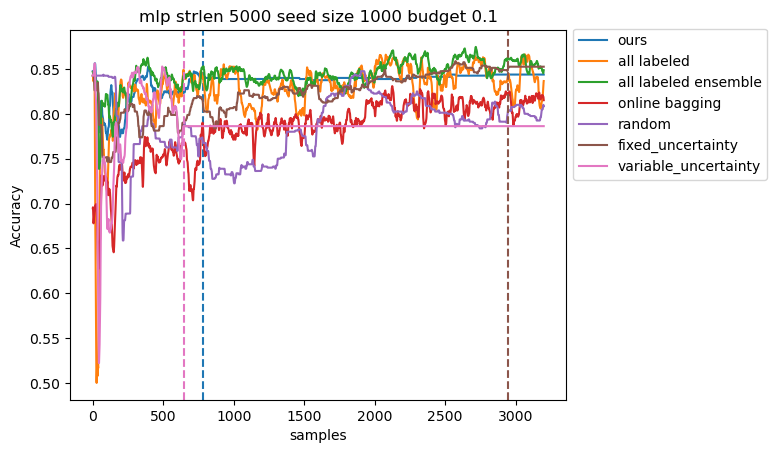 mlp strlen 5000 seed size 1000 budget 0.1
ours
all labeled
all labeled ensemble
online bagging
random
fixed_uncertainty
variable_uncertainty
0.85
0.80
0.75
0.70
0.65
0.60
0.55
0.50
Accuracy
0 500 1000 1500 2000 2500 3000
samples